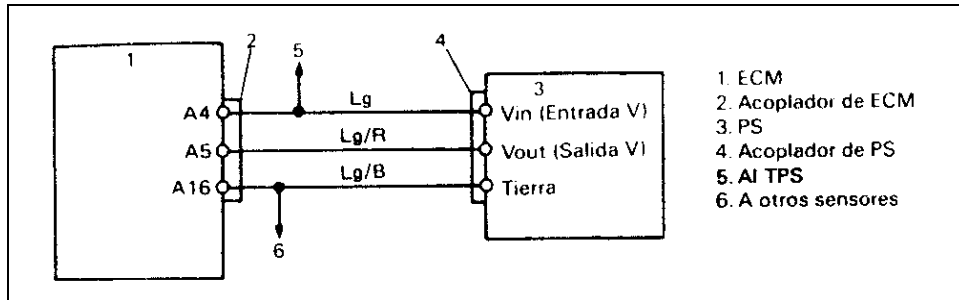 1
2
5
4
3
A4
Lg
Vin (Entrada V)
A5
Lg/R
Vout (Salida V)
A16
Lg/B
Tierra
6
1. ECM
2. Acoplador de ECM
3. PS
4. Acoplador de PS
5. Al TPS
6. A otros sensores